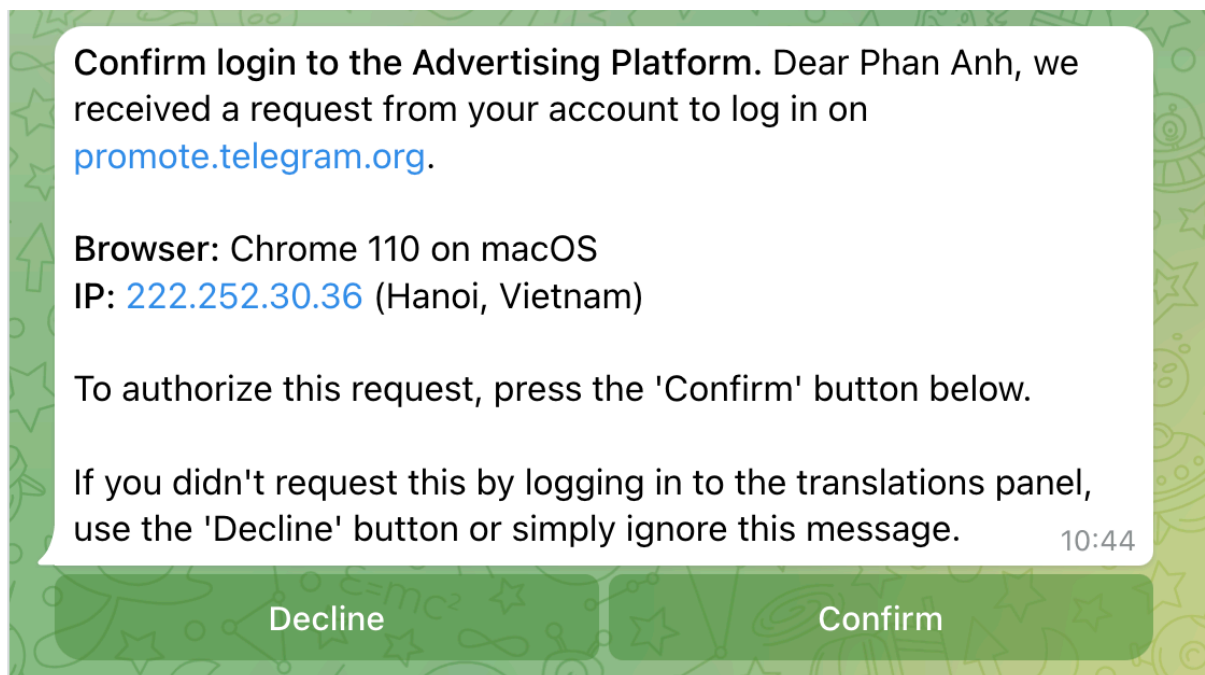 Confirm login to the Advertising Platform. Dear Phan Anh, we
received a request from your account to log in on
promote.telegram.org.
Browser: Chrome 110 on macOS
IP: 222.252.30.36 (Hanoi, Vietnam)
To authorize this request, press the 'Confirm' button below.
If you didn't request this by logging in to the translations panel,
use the 'Decline' button or simply ignore this message.
10:44
Decline
Confirm